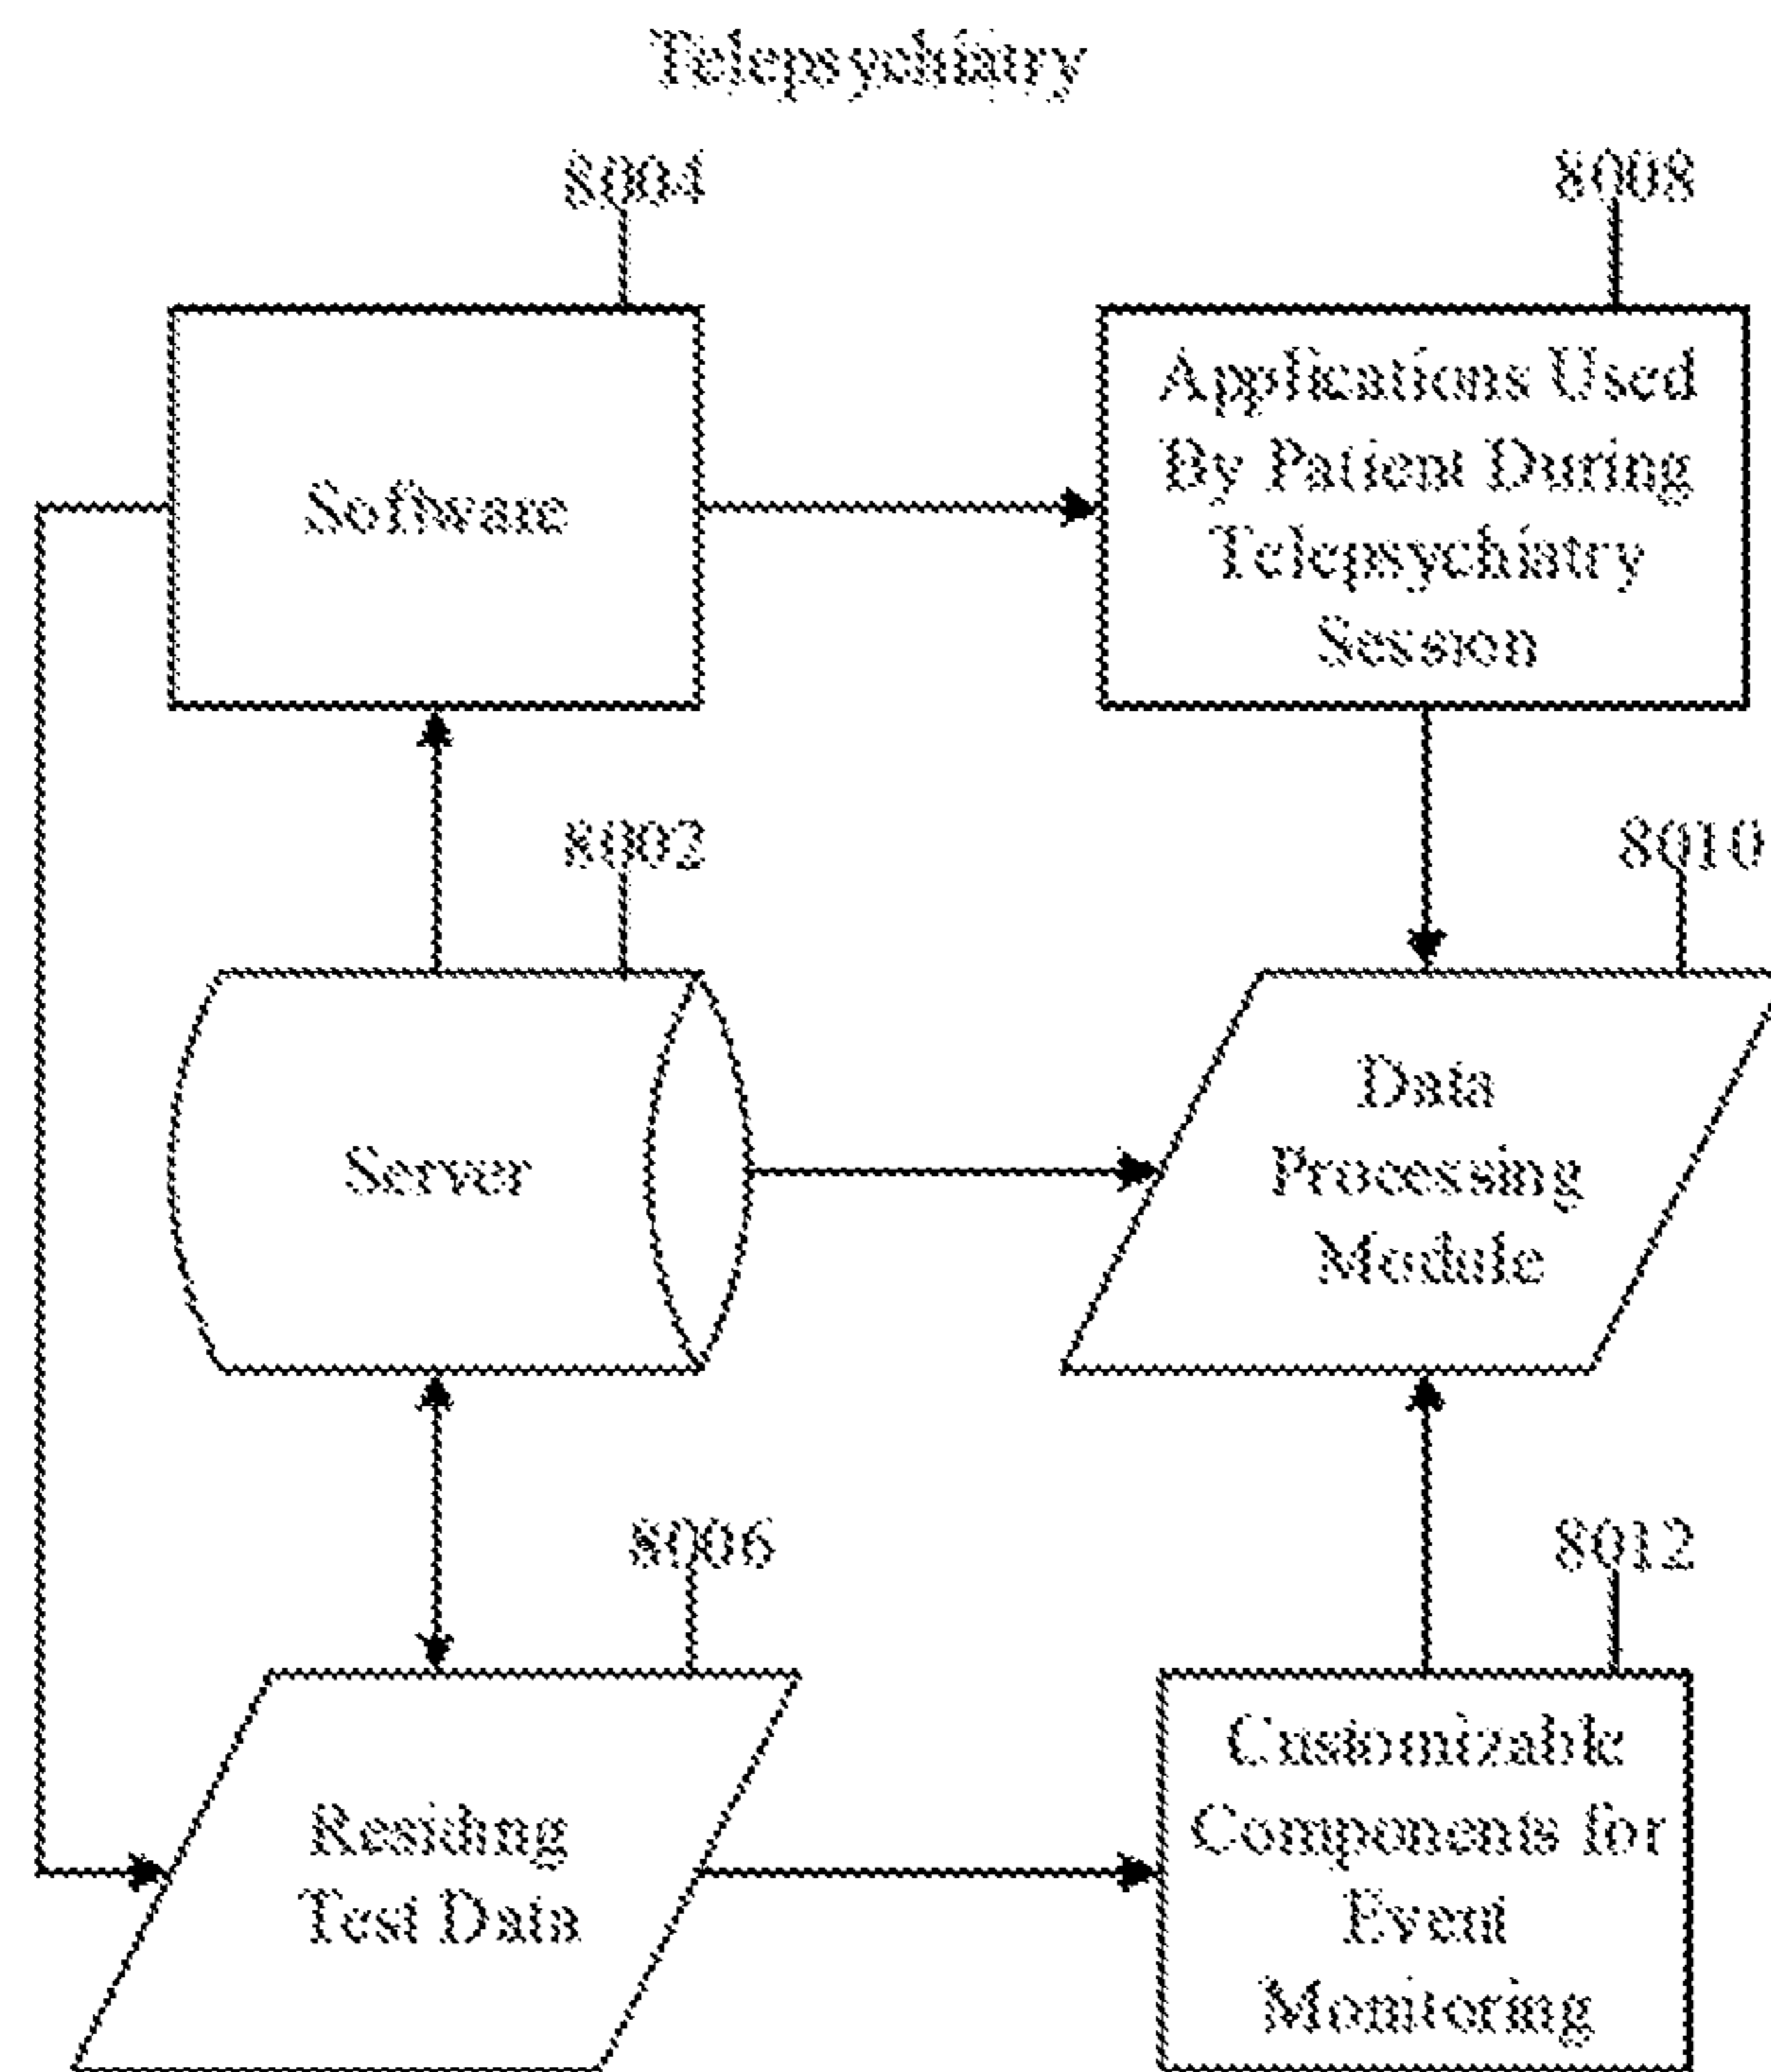 Telepsychiatry
8004
8008
Software
Applications Used
By Patient During
Telepsychiatry
Session
8002
8010
Server
Data
Processing
Module
8006
8012
Residing
Test Data
Customizable
Components for
Event
Monitoring